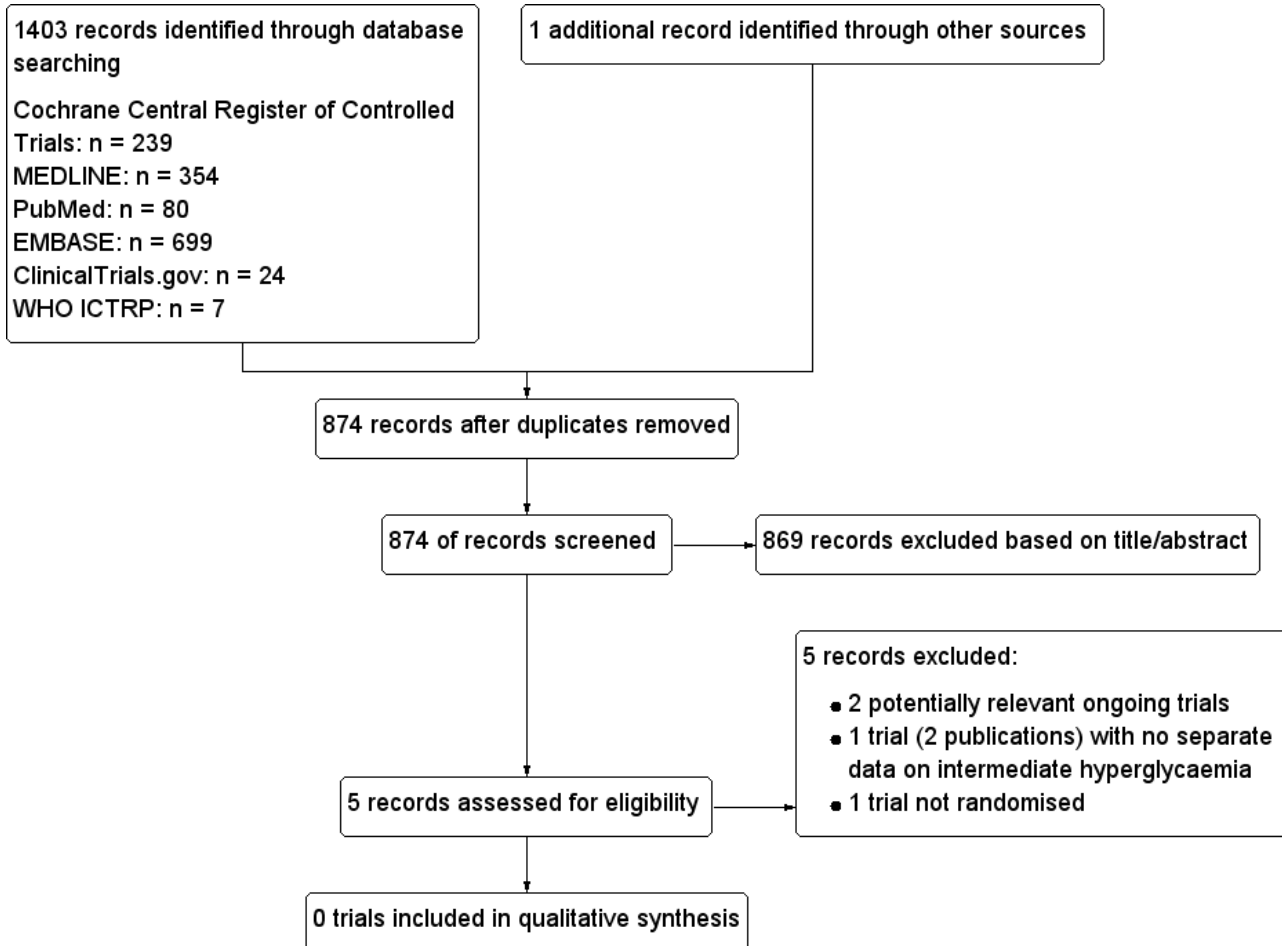 1403 records identified through database
searching
Cochrane Central Register of Controlled
Trials: n = 239
MEDLINE: n = 354
PubMed: n = 80
EMBASE: n = 699
ClinicalTrials.gov: n = 24
WHO ICTRP: n = 7
1 additional record identified through other sources
874 records after duplicates removed
874 of records screened
869 records excluded based on title/abstract
5 records assessed for eligibility
5 records excluded:
● 2 potentially relevant ongoing trials
● 1 trial (2 publications) with no separate
data on intermediate hyperglycaemia
● 1 trial not randomised
0 trials included in qualitative synthesis